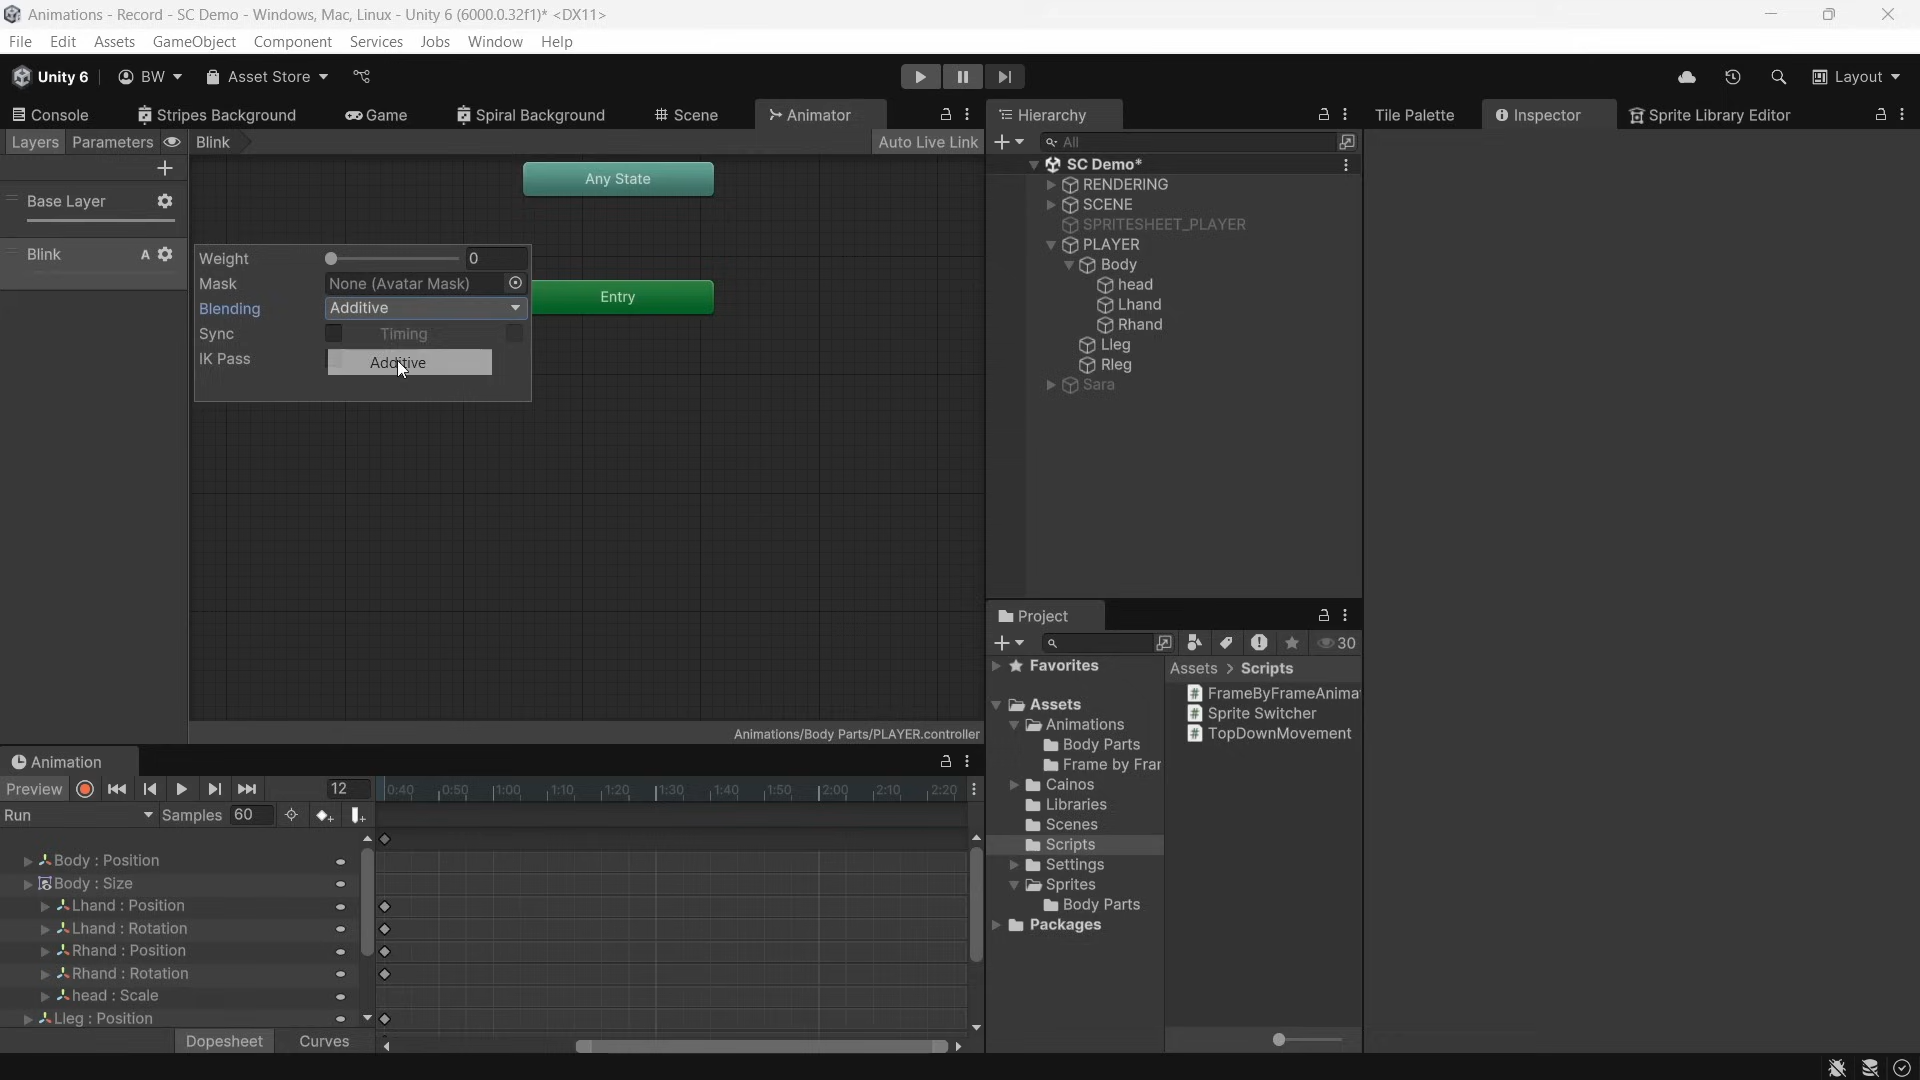 Animations - Record - SC Demo - Windows, Mac, Linux - Unity 6 (6000.0.32f1)* <DX11>
File Edit Assets GameObject Component Services Jobs Window Help
Unity 6 BW Asset Store Layout
Console Stripes Background Game Spiral Background Scene Animator
Layers Parameters Blink Auto Live Link
Base Layer
Blink A
Any State
Entry
Weight 0
Mask None (Avatar Mask)
Blending Additive
Sync Timing
IK Pass Additive
Animations/Body Parts/PLAYER.controller
Hierarchy
All
SC Demo*
RENDERING
SCENE
SPRITESHEET_PLAYER
PLAYER
Body
head
Lhand
Rhand
Lleg
Rleg
Sara
Tile Palette Inspector Sprite Library Editor
Project
30
Favorites
Assets
Animations
Body Parts
Frame by Frar
Cainos
Libraries
Scenes
Scripts
Settings
Sprites
Body Parts
Packages
Assets > Scripts
FrameByFrameAnima
Sprite Switcher
TopDownMovement
Animation
Preview 12 0:40 0:50 1:00 1:10 1:20 1:30 1:40 1:50 2:00 2:10 2:20
Run Samples 60
Body : Position
Body : Size
Lhand : Position
Lhand : Rotation
Rhand : Position
Rhand : Rotation
head : Scale
Lleg : Position
Dopesheet Curves